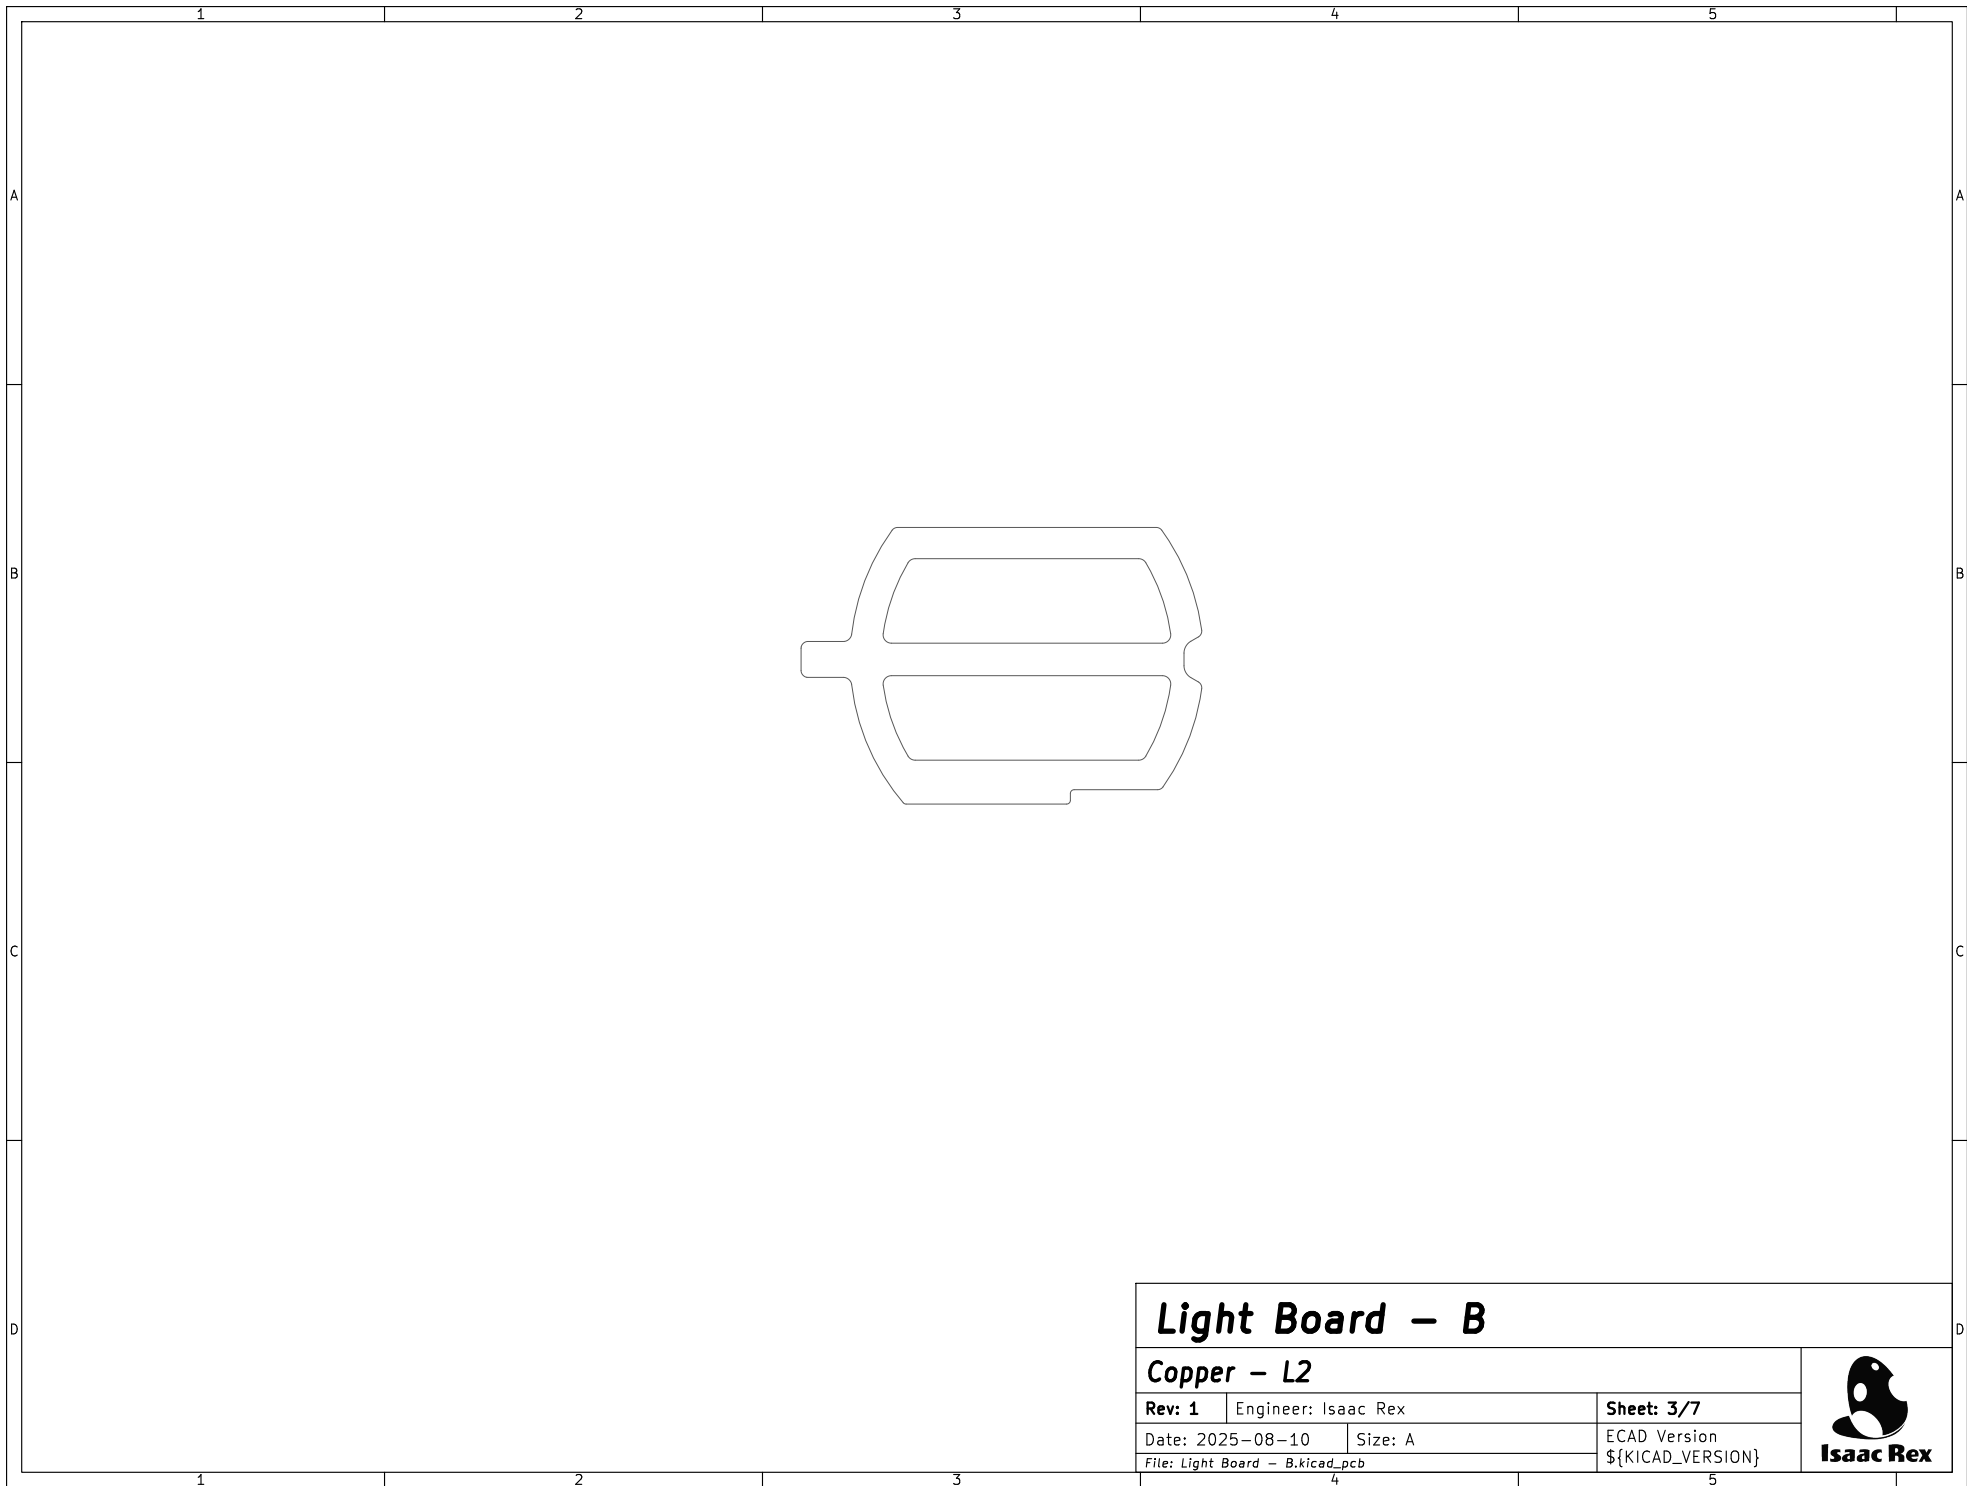 1 2 3 4 5
A A
B B
C C
D D
Light Board - B
Copper - L2
Rev: 1 Engineer: Isaac Rex Sheet: 3/7
Date: 2025-08-10 Size: A ECAD Version
${KICAD_VERSION}
File: Light Board - B.kicad_pcb
Isaac Rex
1 2 3 4 5